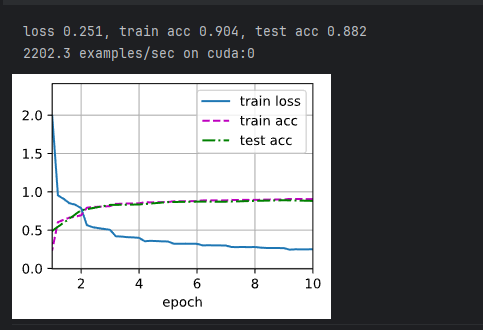 loss 0.251, train acc 0.904, test acc 0.882
2202.3 examples/sec on cuda:0
train loss
train acc
test acc
2.0
1.5
1.0
0.5
0.0
2 4 6 8 10
epoch